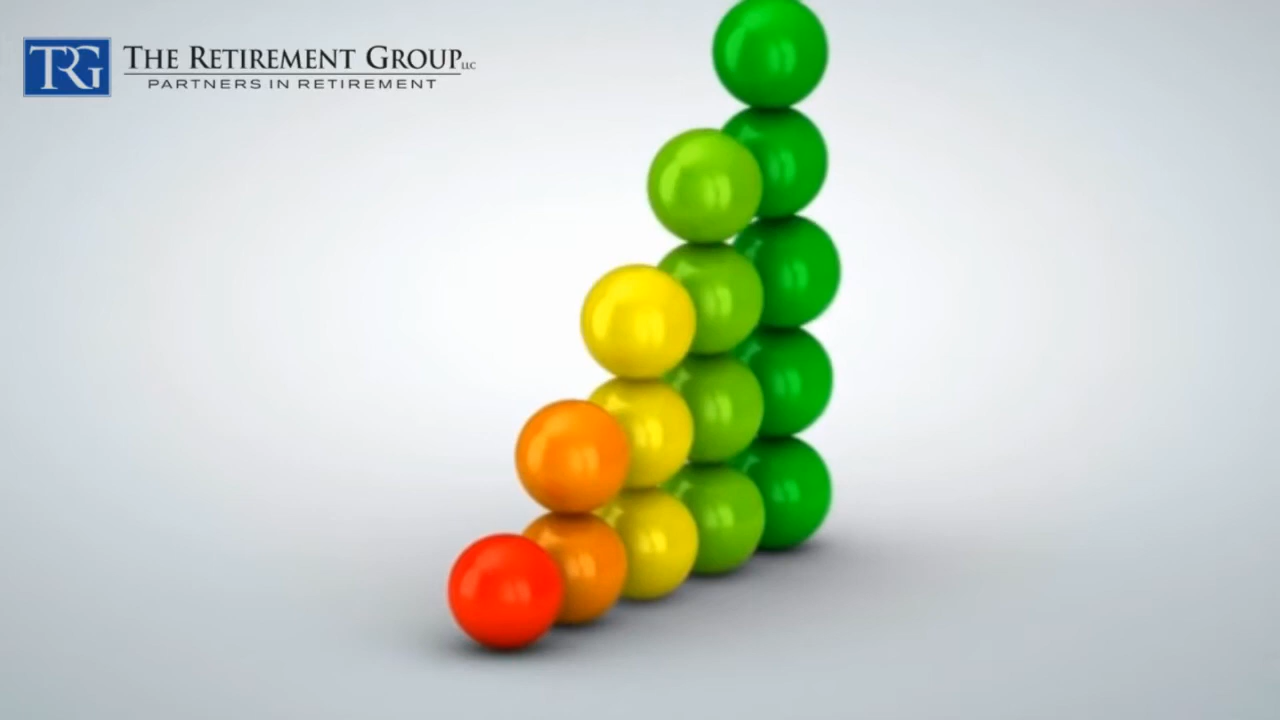 TRG
THE RETIREMENT GROUP LLC
PARTNERS IN RETIREMENT